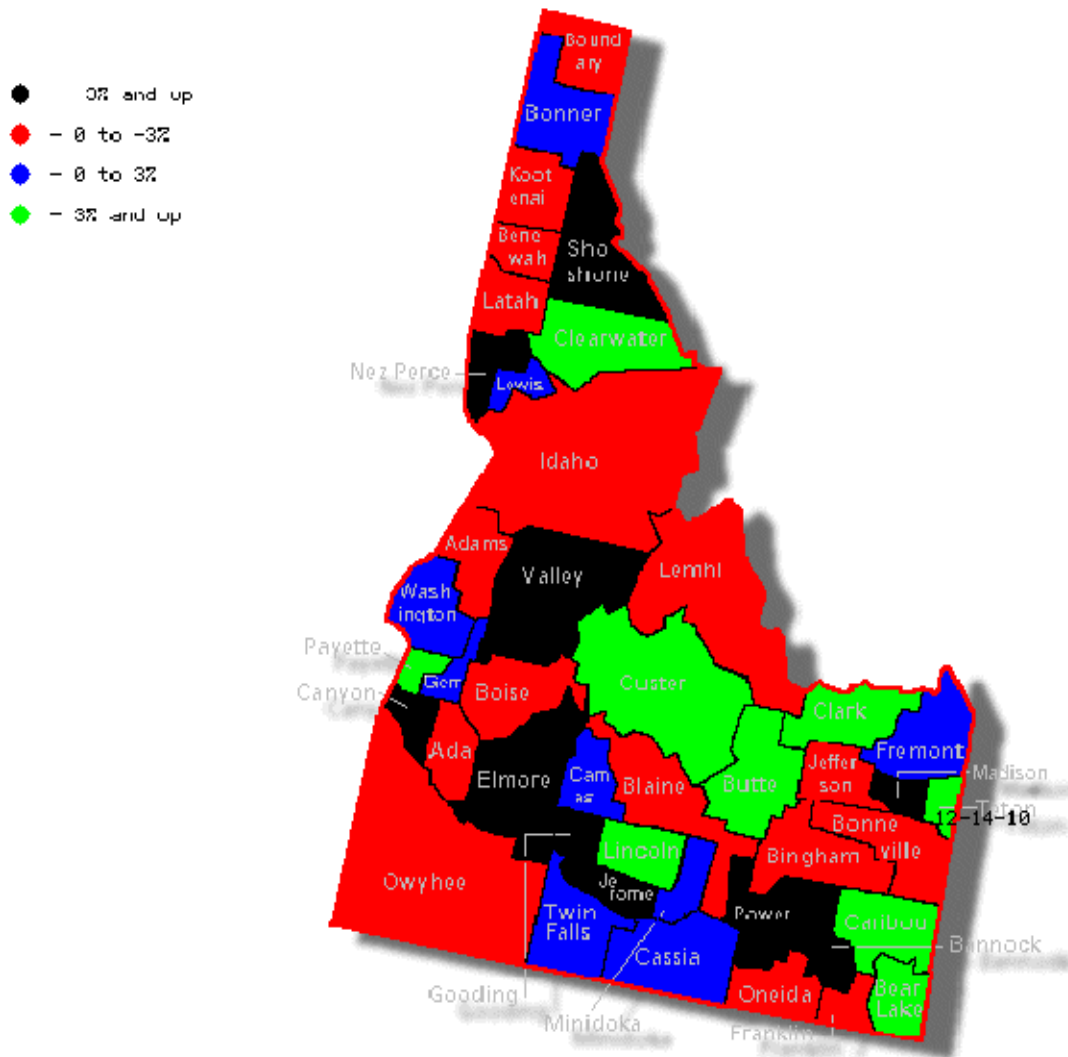 3% and up
- 0 to -3%
- 0 to 3%
- 3% and up
Bound
ary
Bonner
Koot
enai
Bene
wah
Sho
shone
Latah
Clearwater
Nez Perce
Lewis
Idaho
Adams
Valley
Lemhi
Wash
ington
Payette
Gem
Canyon
Boise
Custer
Clark
Fremont
Ada
Elmore
Cam
as
Blaine
Butte
Jeffer
son
Madison
Teton
12-14-10
Bonne
ville
Bingham
Lincoln
Je
rome
Owyhee
Twin
Falls
Power
Caribou
Bannock
Cassia
Gooding
Oneida
Bear
Lake
Minidoka
Franklin